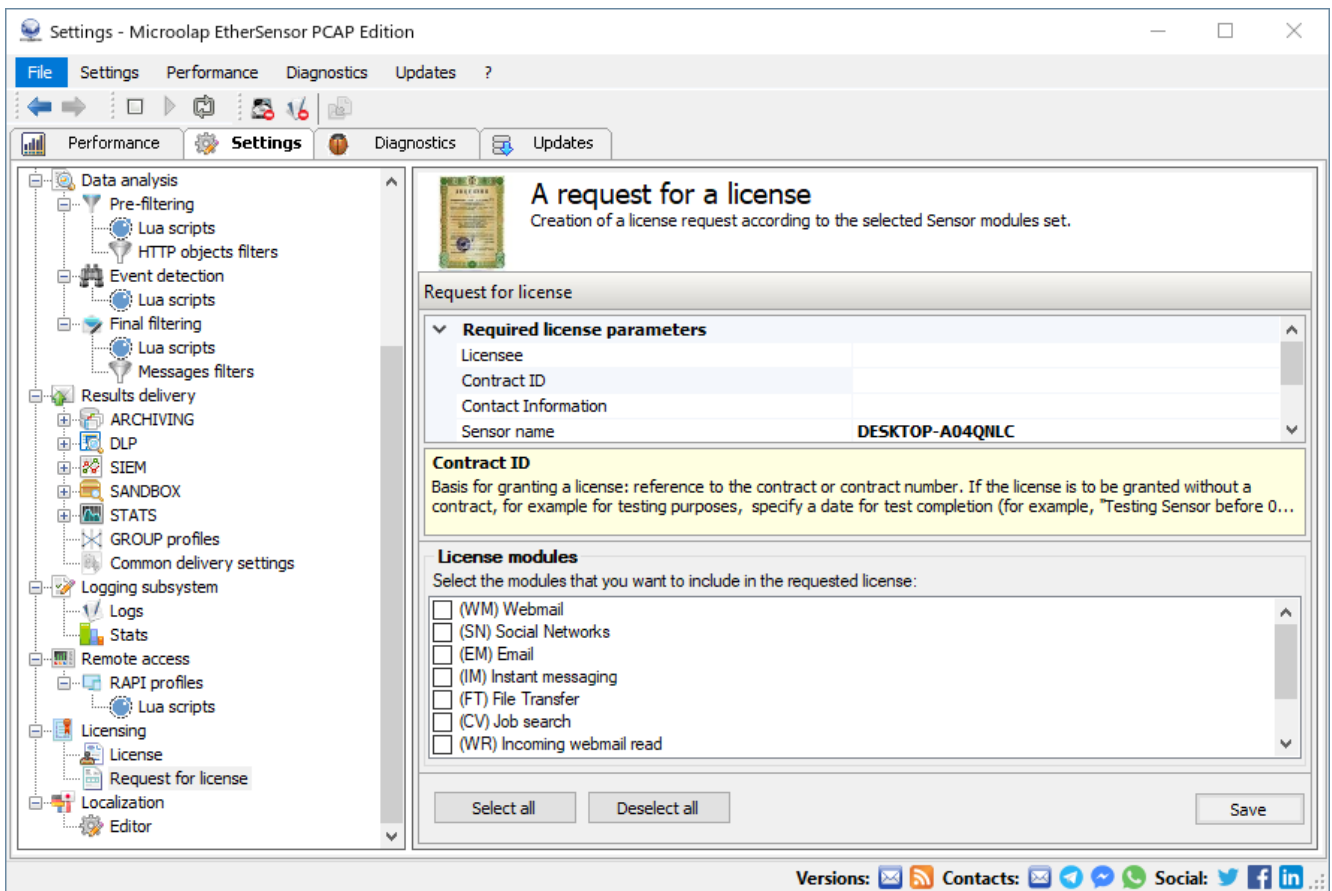 Settings - Microolap EtherSensor PCAP Edition
File Settings Performance Diagnostics Updates ?
Performance Settings Diagnostics Updates
Data analysis
Pre-filtering
Lua scripts
HTTP objects filters
Event detection
Lua scripts
Final filtering
Lua scripts
Messages filters
Results delivery
ARCHIVING
DLP
SIEM
SANDBOX
STATS
GROUP profiles
Common delivery settings
Logging subsystem
Logs
Stats
Remote access
RAPI profiles
Lua scripts
Licensing
License
Request for license
Localization
Editor
A request for a license
Creation of a license request according to the selected Sensor modules set.
Request for license
Required license parameters
Licensee
Contract ID
Contact Information
Sensor name DESKTOP-A04QNLC
Contract ID
Basis for granting a license: reference to the contract or contract number. If the license is to be granted without a
contract, for example for testing purposes, specify a date for test completion (for example, "Testing Sensor before 0...
License modules
Select the modules that you want to include in the requested license:
(WM) Webmail
(SN) Social Networks
(EM) Email
(IM) Instant messaging
(FT) File Transfer
(CV) Job search
(WR) Incoming webmail read
Select all Deselect all Save
Versions: Contacts: Social: